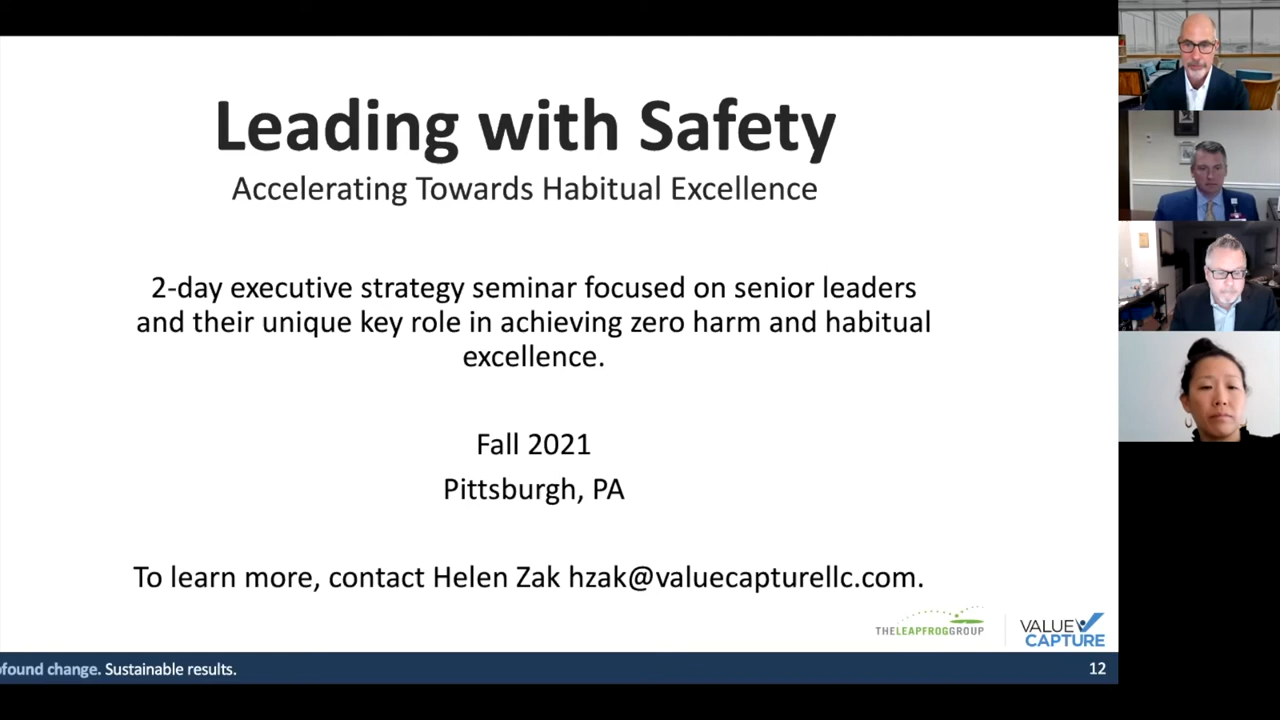 Leading with Safety
Accelerating Towards Habitual Excellence
2-day executive strategy seminar focused on senior leaders
and their unique key role in achieving zero harm and habitual
excellence.
Fall 2021
Pittsburgh, PA
To learn more, contact Helen Zak hzak@valuecapturellc.com.
THELEAPFROGGROUP
VALUE
CAPTURE
ofound change. Sustainable results.
12